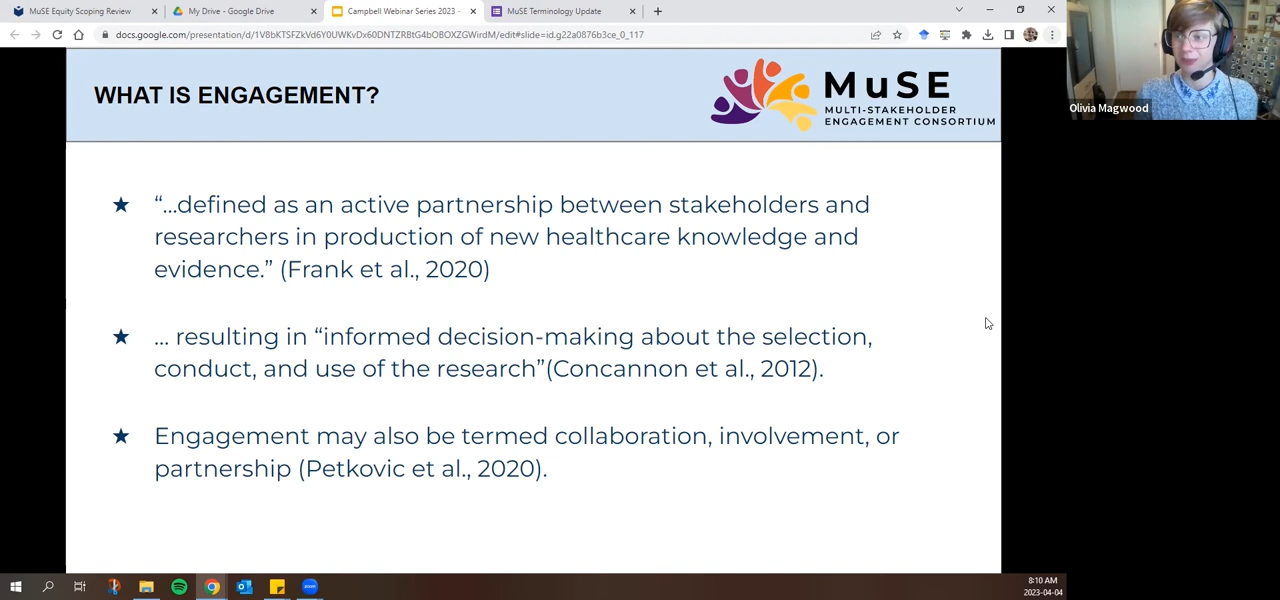 MuSE Equity Scoping Review
My Drive - Google Drive
Campbell Webinar Series 2023 -
MuSE Terminology Update
docs.google.com/presentation/d/1V8bKTSFZkVd6Y0UWKvDx60DNTZRBtG4bOBOXZGWirdM/edit#slide=id.g22a0876b3ce_0_117
Olivia Magwood
WHAT IS ENGAGEMENT?
MuSE
MULTI-STAKEHOLDER
ENGAGEMENT CONSORTIUM
★ “...defined as an active partnership between stakeholders and
researchers in production of new healthcare knowledge and
evidence.” (Frank et al., 2020)
★ ... resulting in “informed decision-making about the selection,
conduct, and use of the research”(Concannon et al., 2012).
★ Engagement may also be termed collaboration, involvement, or
partnership (Petkovic et al., 2020).
zoom
8:10 AM
2023-04-04